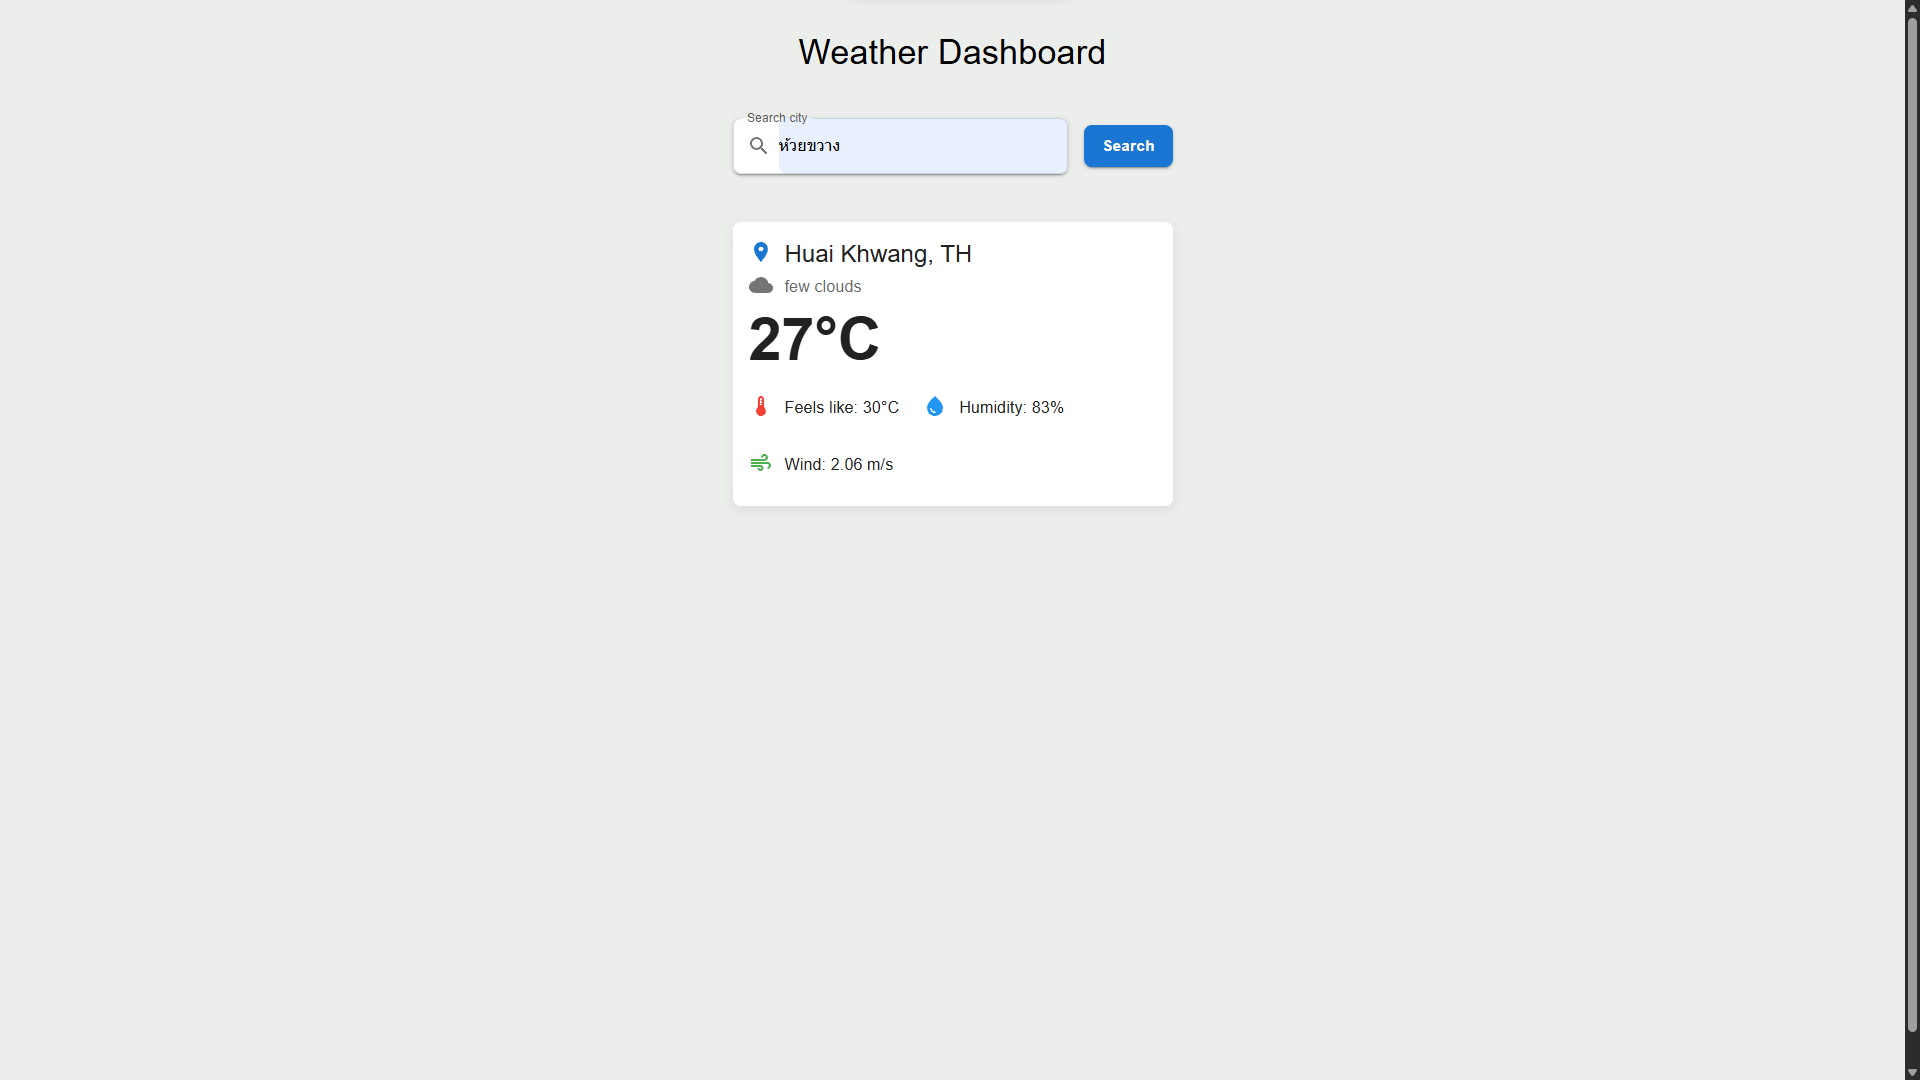 Weather Dashboard
Search city
ห้วยขวาง
Search
Huai Khwang, TH
few clouds
27°C
Feels like: 30°C
Humidity: 83%
Wind: 2.06 m/s